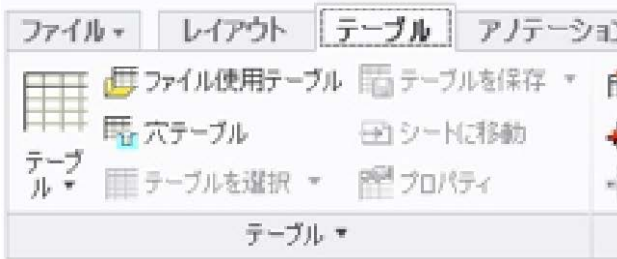 ファイル レイアウト テーブル アノテーション
ファイル使用テーブル テーブルを保存
穴テーブル シートに移動
テーブル
テーブルを選択 プロパティ
テーブル